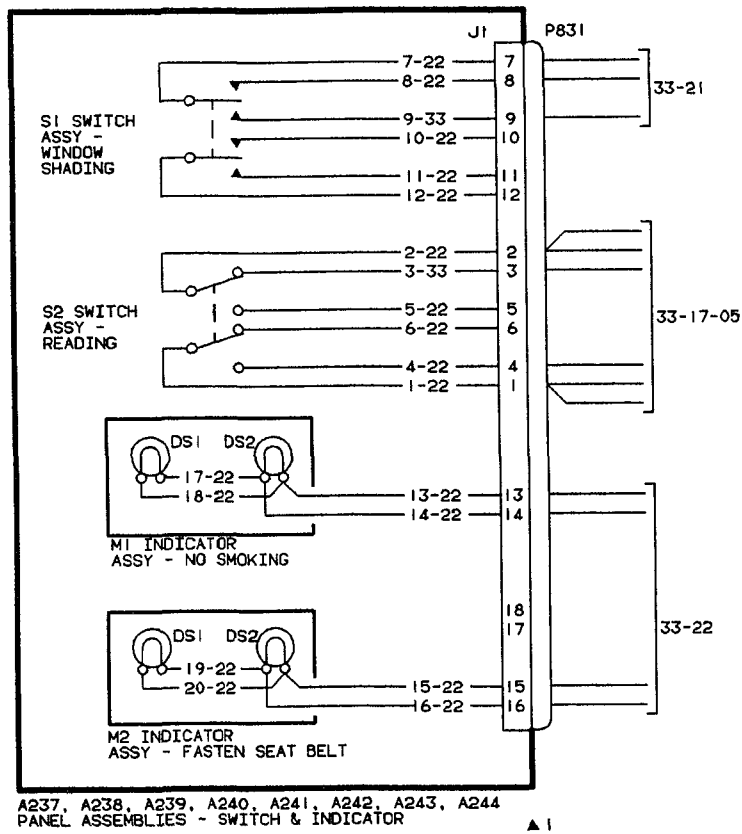 J1 P831
7-22 7
8-22 8
33-21
S1 SWITCH
ASSY -
WINDOW
SHADING
9-33 9
10-22 10
11-22 11
12-22 12
2-22 2
3-33 3
S2 SWITCH
ASSY -
READING
5-22 5
6-22 6
33-17-05
4-22 4
1-22 1
DS1 DS2
17-22
18-22
13-22 13
14-22 14
M1 INDICATOR
ASSY - NO SMOKING
18
17
33-22
DS1 DS2
19-22
20-22
15-22 15
16-22 16
M2 INDICATOR
ASSY - FASTEN SEAT BELT
A237, A238, A239, A240, A241, A242, A243, A244
PANEL ASSEMBLIES - SWITCH & INDICATOR
▲ 1